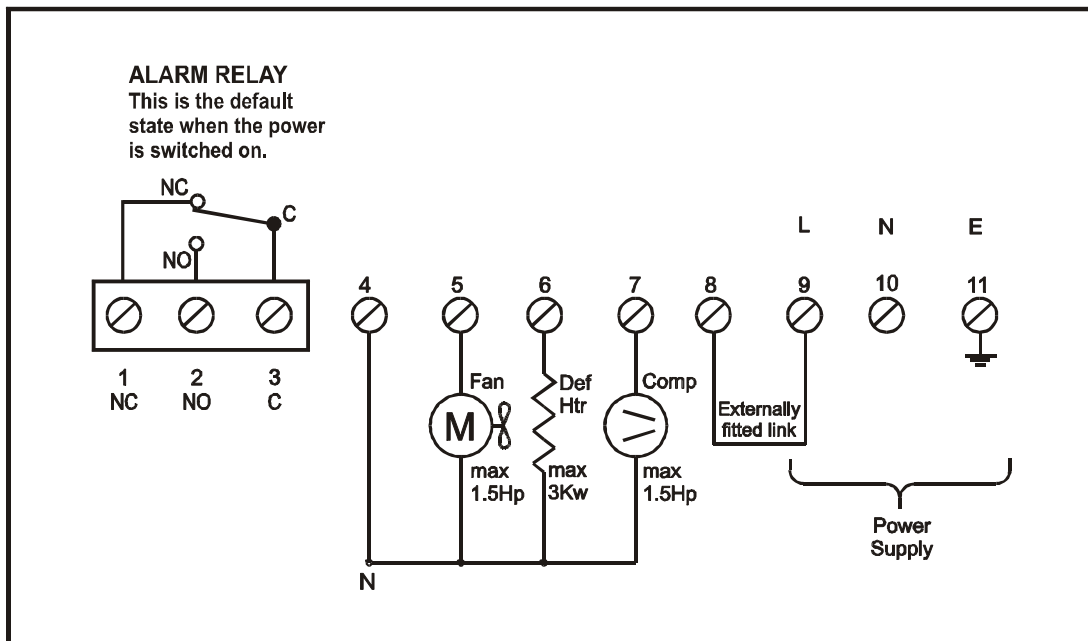 ALARM RELAY
This is the default
state when the power
is switched on.
NC
C
NO
L N E
4 5 6 7 8 9 10 11
1 2 3
NC NO C
Fan
Def
Htr
Comp
M
Externally
fitted link
max
1.5Hp
max
3Kw
max
1.5Hp
Power
Supply
N